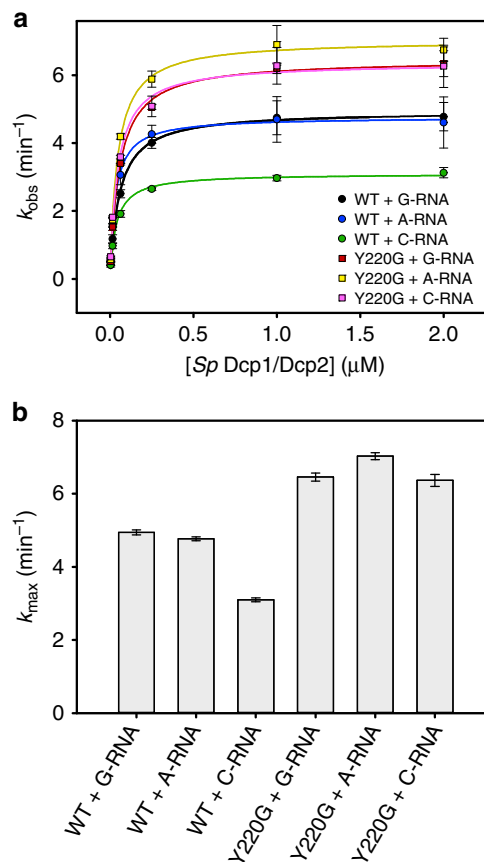 a
6
4
2
0
k_obs (min⁻¹)
WT + G-RNA
WT + A-RNA
WT + C-RNA
Y220G + G-RNA
Y220G + A-RNA
Y220G + C-RNA
0.0 0.5 1.0 1.5 2.0
[Sp Dcp1/Dcp2] (μM)
b
8
6
4
2
0
k_max (min⁻¹)
WT + G-RNA
WT + A-RNA
WT + C-RNA
Y220G + G-RNA
Y220G + A-RNA
Y220G + C-RNA